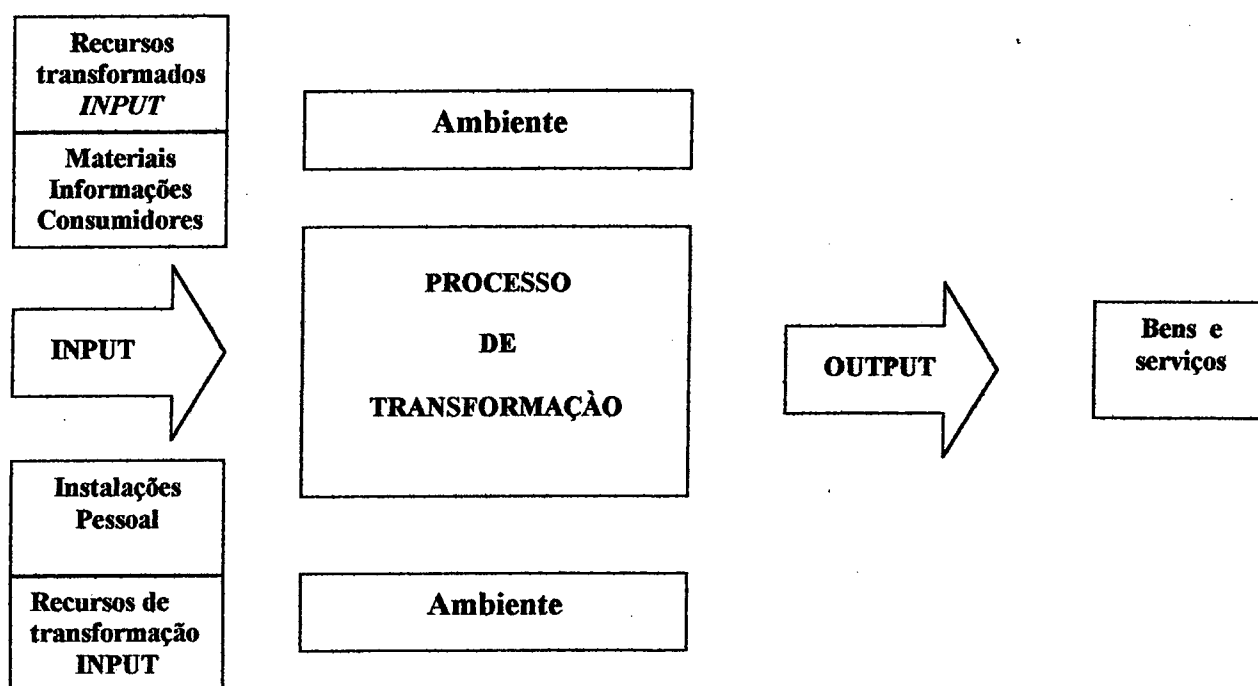 Recursos
transformados
INPUT
Materiais
Informações
Consumidores
Ambiente
PROCESSO
DE
TRANSFORMAÇÀO
INPUT
OUTPUT
Bens e
serviços
Instalações
Pessoal
Recursos de
transformação
INPUT
Ambiente